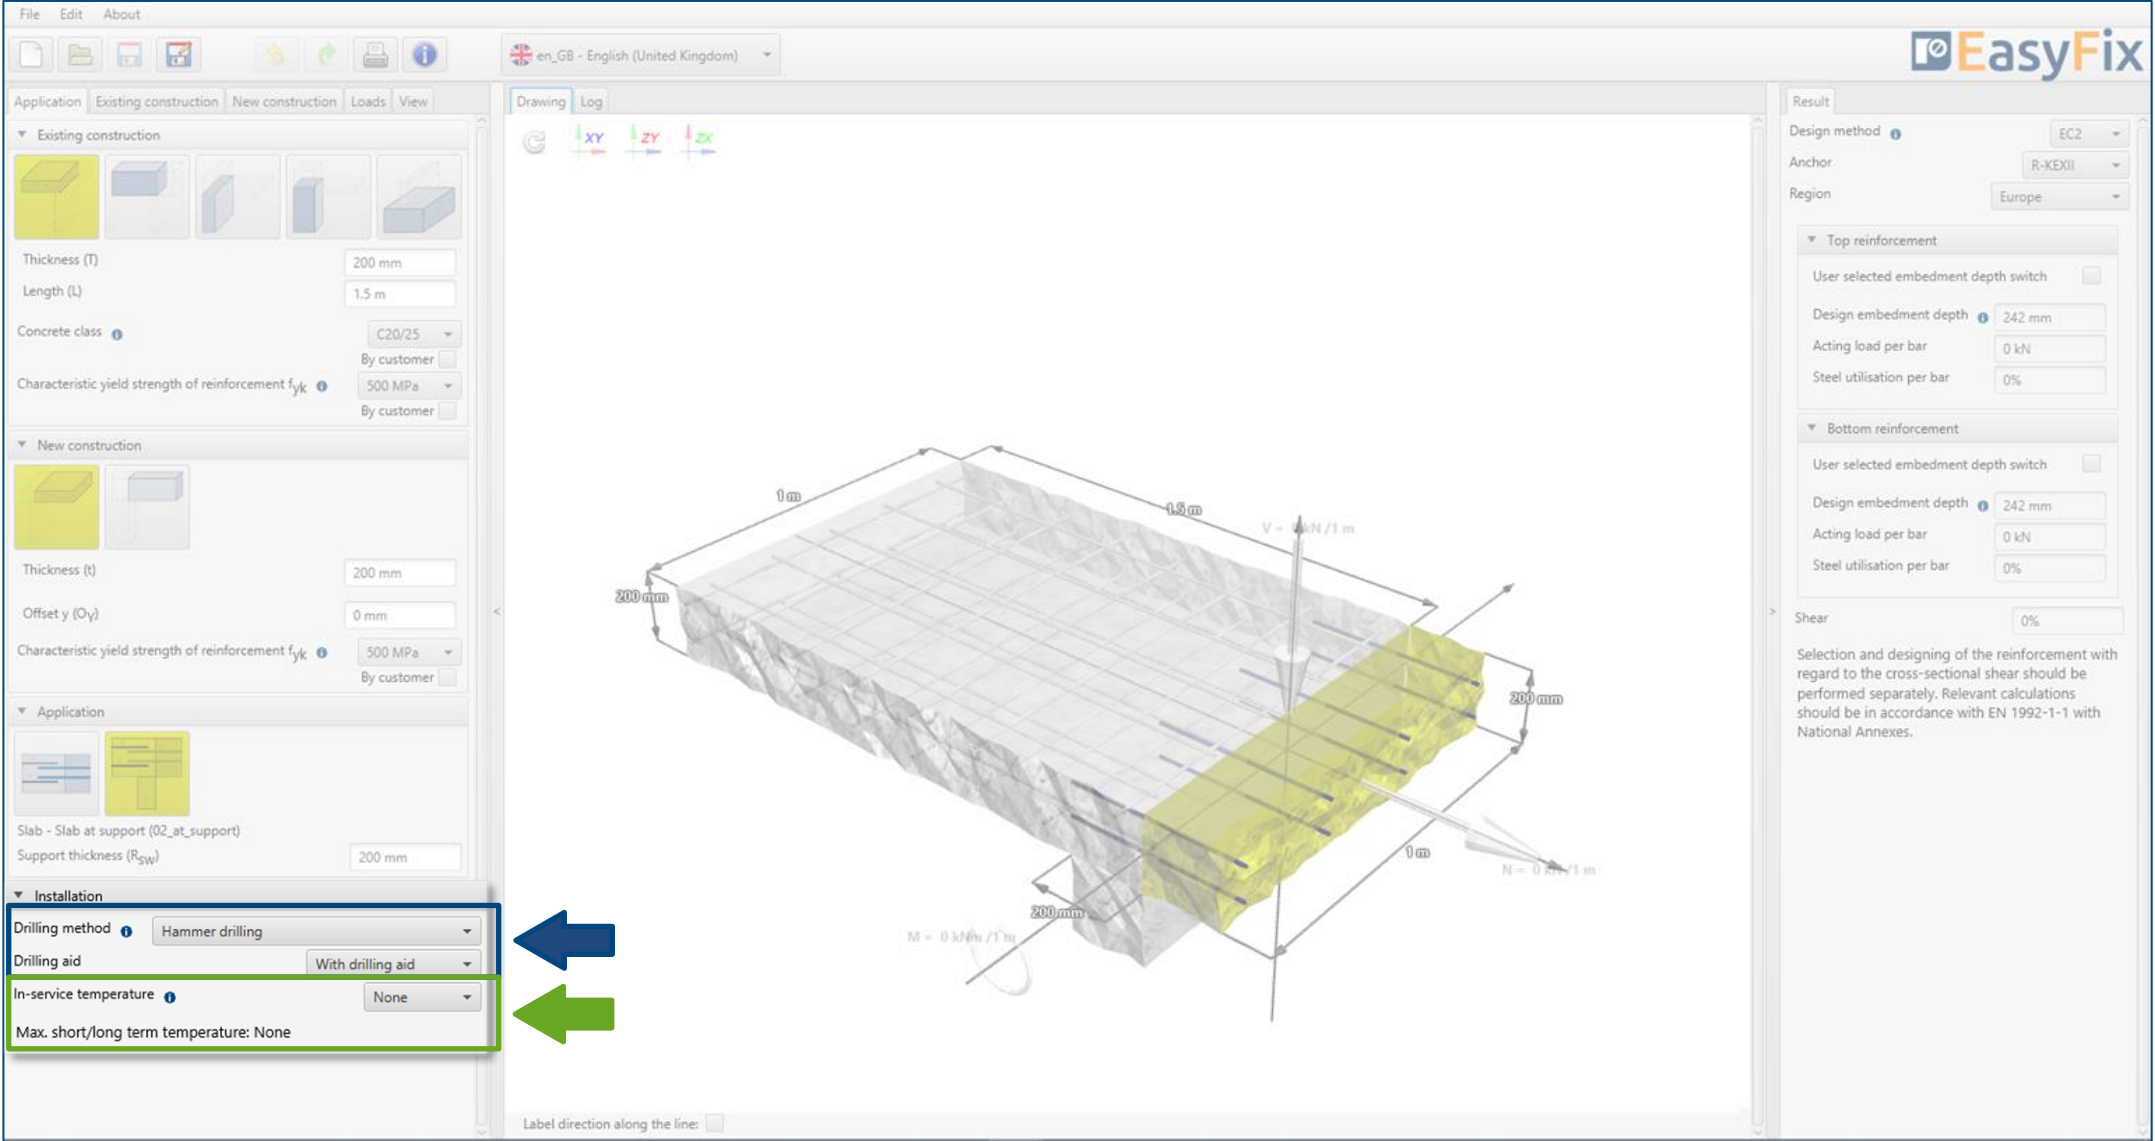 File Edit About
en_GB - English (United Kingdom)
EasyFix
Application Existing construction New construction Loads View
Existing construction
Thickness (T) 200 mm
Length (L) 1.5 m
Concrete class C20/25
By customer
Characteristic yield strength of reinforcement fyk 500 MPa
By customer
New construction
Thickness (t) 200 mm
Offset y (Oy) 0 mm
Characteristic yield strength of reinforcement fyk 500 MPa
By customer
Application
Slab - Slab at support (02_at_support)
Support thickness (RSW) 200 mm
Installation
Drilling method Hammer drilling
Drilling aid With drilling aid
In-service temperature None
Max. short/long term temperature: None
Drawing Log
XY ZY ZX
1 m
1.5 m
V = 0 kN /1 m
200 mm
200 mm
1 m
N = 0 kN /1 m
200 mm
M = 0 kNm /1 m
Label direction along the line:
Result
Design method EC2
Anchor R-KEXII
Region Europe
Top reinforcement
User selected embedment depth switch
Design embedment depth 242 mm
Acting load per bar 0 kN
Steel utilisation per bar 0%
Bottom reinforcement
User selected embedment depth switch
Design embedment depth 242 mm
Acting load per bar 0 kN
Steel utilisation per bar 0%
Shear 0%
Selection and designing of the reinforcement with
regard to the cross-sectional shear should be
performed separately. Relevant calculations
should be in accordance with EN 1992-1-1 with
National Annexes.